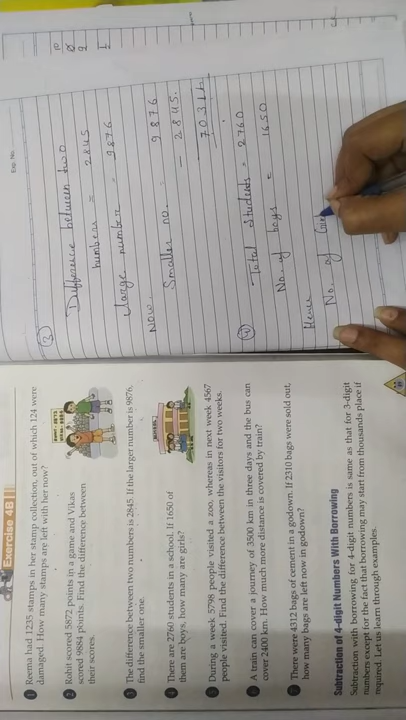 Exercise 4B
1 Reema had 1235 stamps in her stamp collection, out of which 124 were
damaged. How many stamps are left with her now?
2 Rohit scored 5872 points in a game and Vikas
scored 9884 points. Find the difference between
their scores.
3 The difference between two numbers is 2845. If the larger number is 9876,
find the smaller one.
4 There are 2760 students in a school. If 1650 of
them are boys, how many are girls?
5 During a week 5798 people visited a zoo, whereas in next week 4567
people visited. Find the difference between the visitors for two weeks.
6 A train can cover a journey of 3500 km in three days and the bus can
cover 2400 km. How much more distance is covered by train?
7 There were 4312 bags of cement in a godown. If 2310 bags were sold out,
how many bags are left now in godown?
Subtraction of 4-digit Numbers With Borrowing
Subtraction with borrowing for 4-digit numbers is same as that for 3-digit
numbers except for the fact that borrowing may start from thousands place if
required. Let us learn through examples.
Exp. No.
3 Difference between two
numbers = 2845
Large number = 9876
Now.
9876
Smaller no. - 2845.
7031
4 Total students = 2760
No. of boys = 1650
Hence
No. of